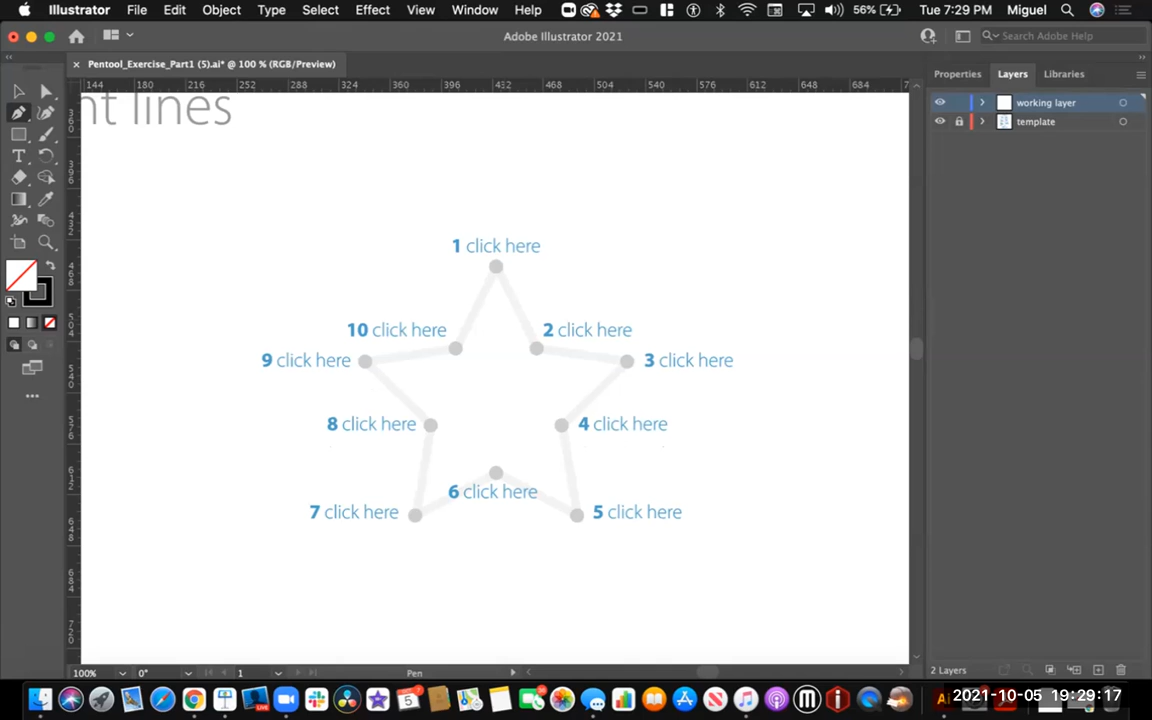 Illustrator File Edit Object Type Select Effect View Window Help 56% Tue 7:29 PM Miguel
Adobe Illustrator 2021
Search Adobe Help
Pentool_Exercise_Part1 (5).ai* @ 100 % (RGB/Preview)
Properties Layers Libraries
144 180 216 252 288 324 360 396 432 468 504 540 576 612 648 684
working layer
template
nt lines
1 click here
10 click here
2 click here
9 click here
3 click here
8 click here
4 click here
6 click here
7 click here
5 click here
100% 0° 1 Pen
2 Layers
2021-10-05 19:29:17